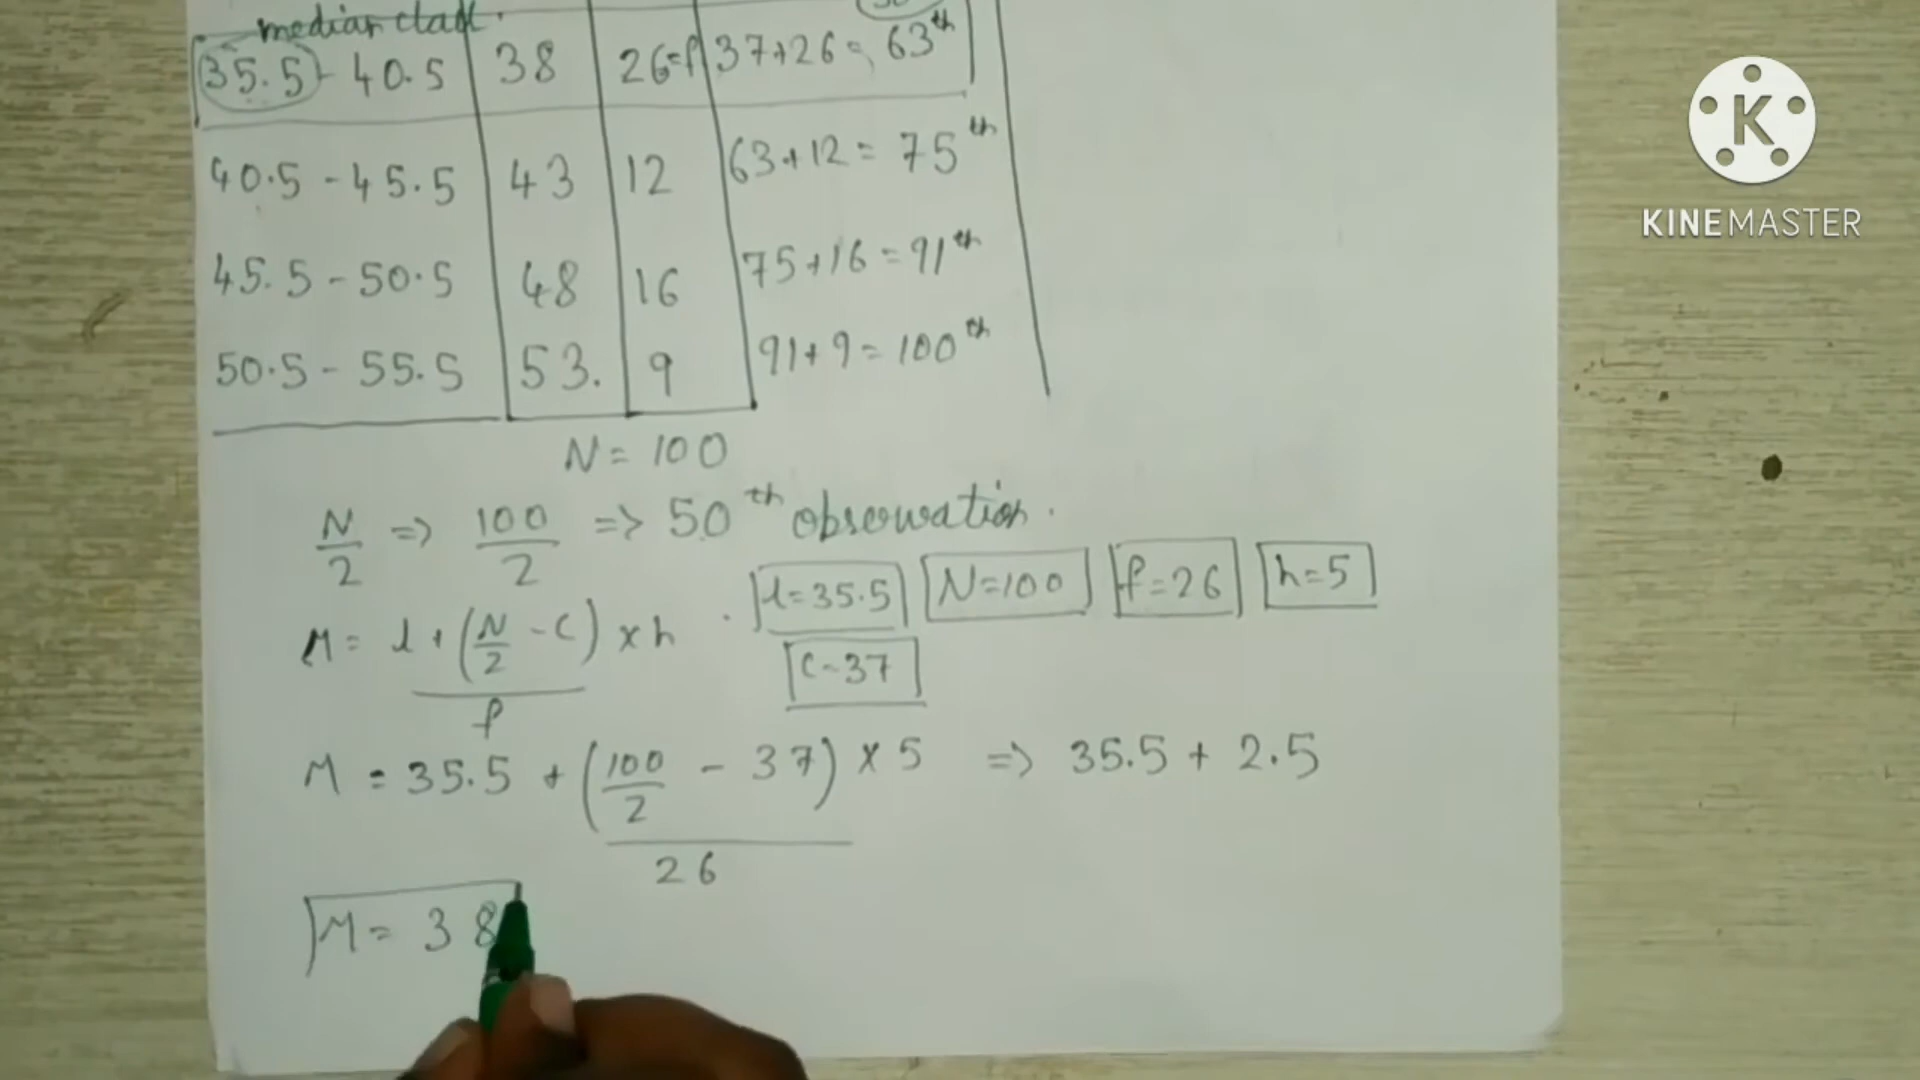 median class.
35.5 - 40.5 38 26=f 37+26= 63th
40.5 - 45.5 43 12 63+12= 75th
45.5 - 50.5 48 16 75+16 = 91th
50.5 - 55.5 53. 9 91+9=100th
N= 100
N/2 => 100/2 => 50th observation.
l=35.5 N=100 f=26 h=5
M= l + (N/2 - C) × h
f
C-37
M = 35.5 + (100/2 - 37) × 5 => 35.5 + 2.5
26
M= 38
K
KINEMASTER